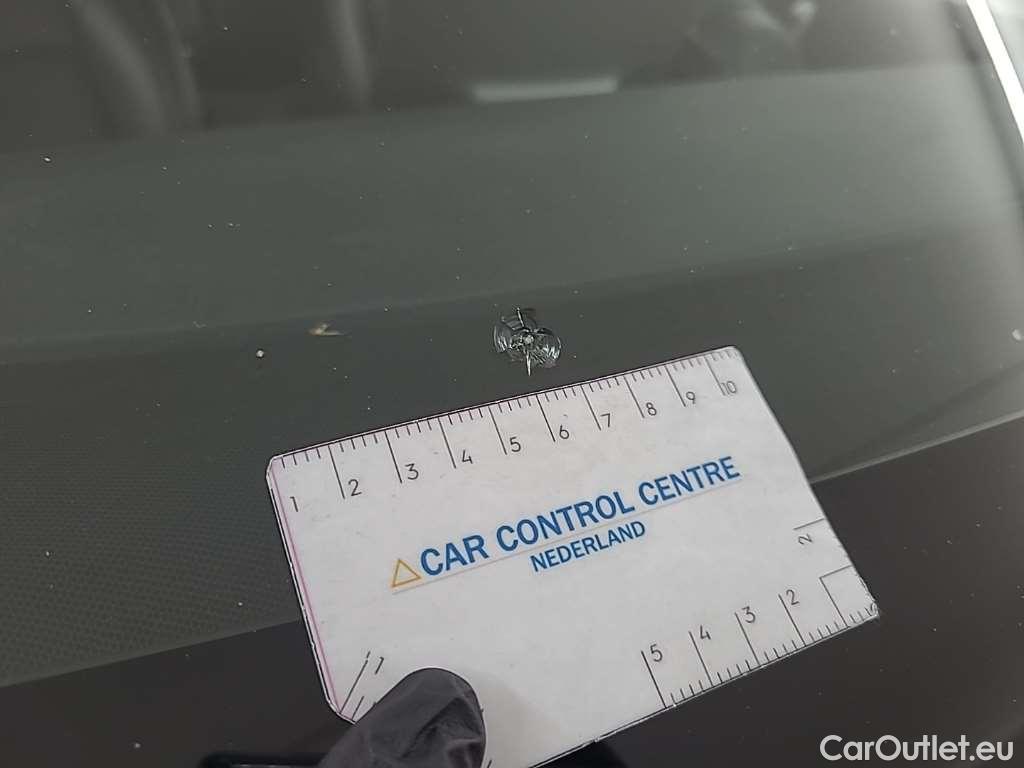 1 2 3 4 5 6 7 8 9 10
CAR CONTROL CENTRE
NEDERLAND
2
5 4 3 2
1
CarOutlet.eu